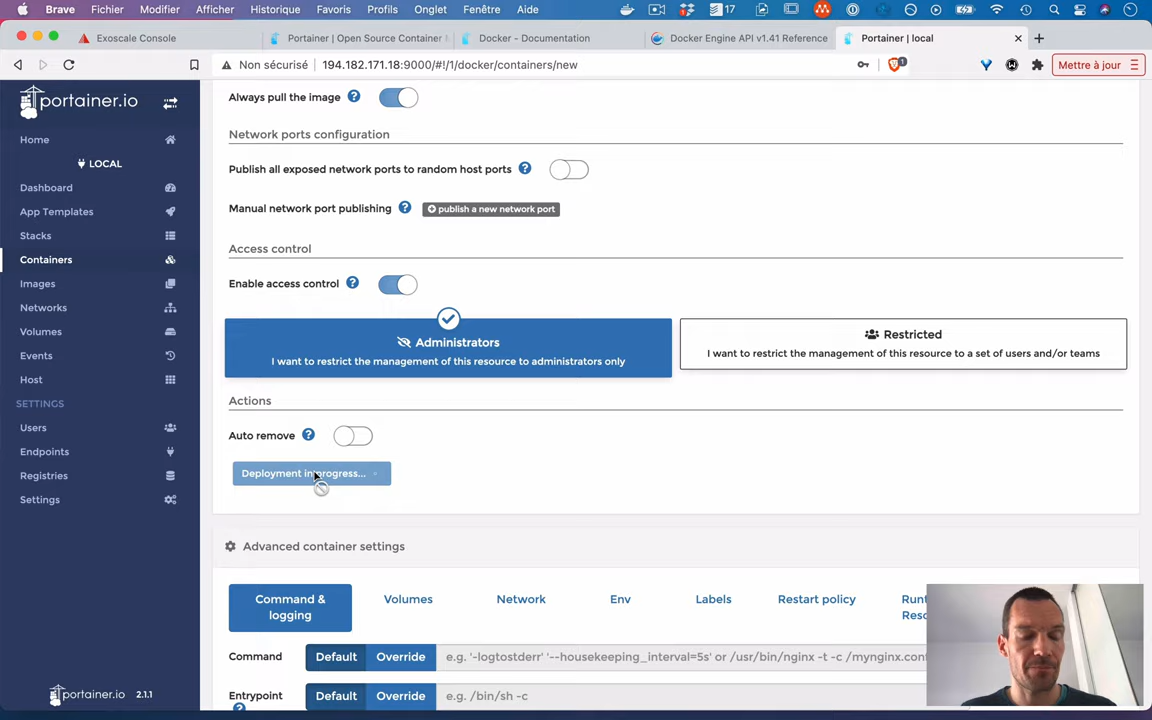 Brave Fichier Modifier Afficher Historique Favoris Profils Onglet Fenêtre Aide 17
Exoscale Console
Portainer | Open Source Container
Docker - Documentation
Docker Engine API v1.41 Reference
Portainer | local
Non sécurisé 194.182.171.18:9000/#!/1/docker/containers/new
1
Mettre à jour
portainer.io
Home
LOCAL
Dashboard
App Templates
Stacks
Containers
Images
Networks
Volumes
Events
Host
SETTINGS
Users
Endpoints
Registries
Settings
portainer.io 2.1.1
Always pull the image
Network ports configuration
Publish all exposed network ports to random host ports
Manual network port publishing publish a new network port
Access control
Enable access control
Administrators
I want to restrict the management of this resource to administrators only
Restricted
I want to restrict the management of this resource to a set of users and/or teams
Actions
Auto remove
Deployment in progress...
Advanced container settings
Command & logging
Volumes
Network
Env
Labels
Restart policy
Command Default Override e.g. '-logtostderr' '--housekeeping_interval=5s' or /usr/bin/nginx -t -c /mynginx.conf
Entrypoint Default Override e.g. /bin/sh -c